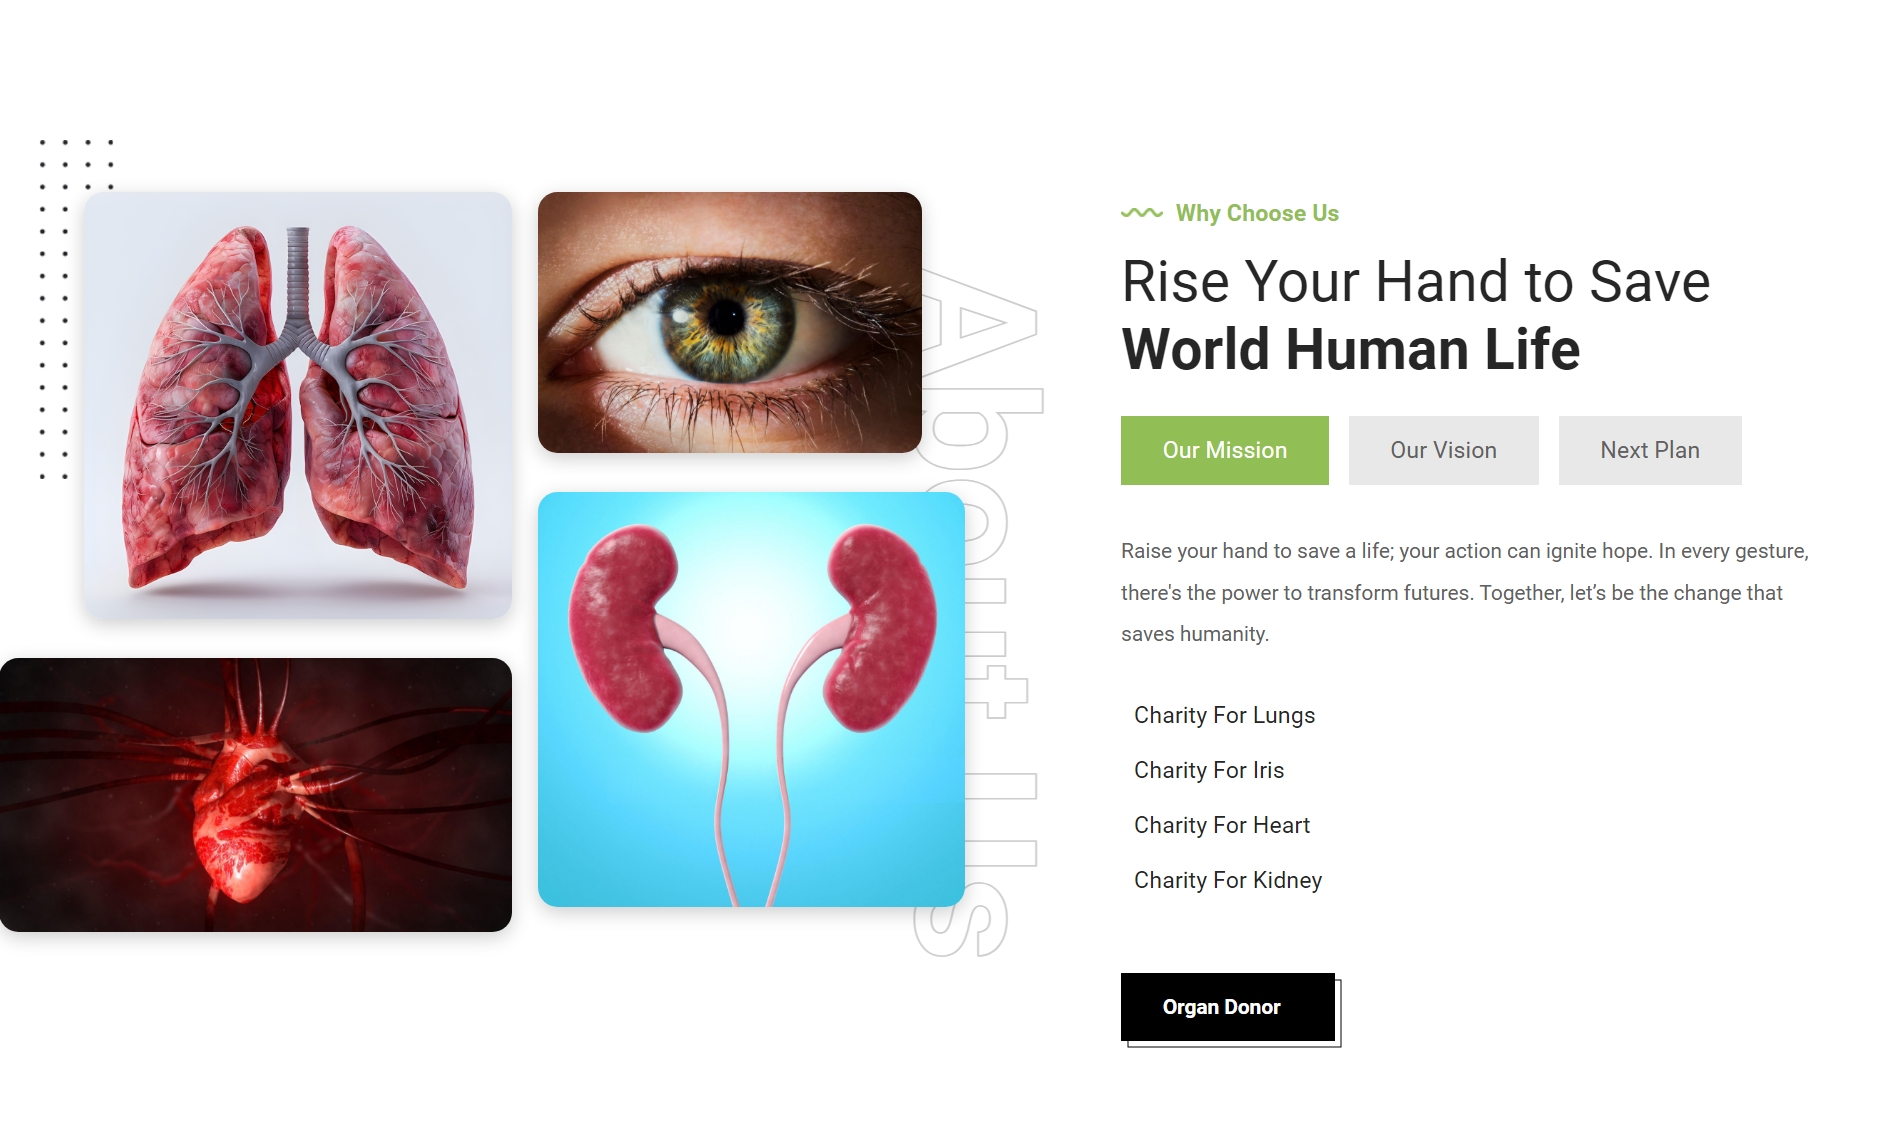 About Us
Why Choose Us
Rise Your Hand to Save
World Human Life
Our Mission
Our Vision
Next Plan
Raise your hand to save a life; your action can ignite hope. In every gesture,
there's the power to transform futures. Together, let’s be the change that
saves humanity.
Charity For Lungs
Charity For Iris
Charity For Heart
Charity For Kidney
Organ Donor